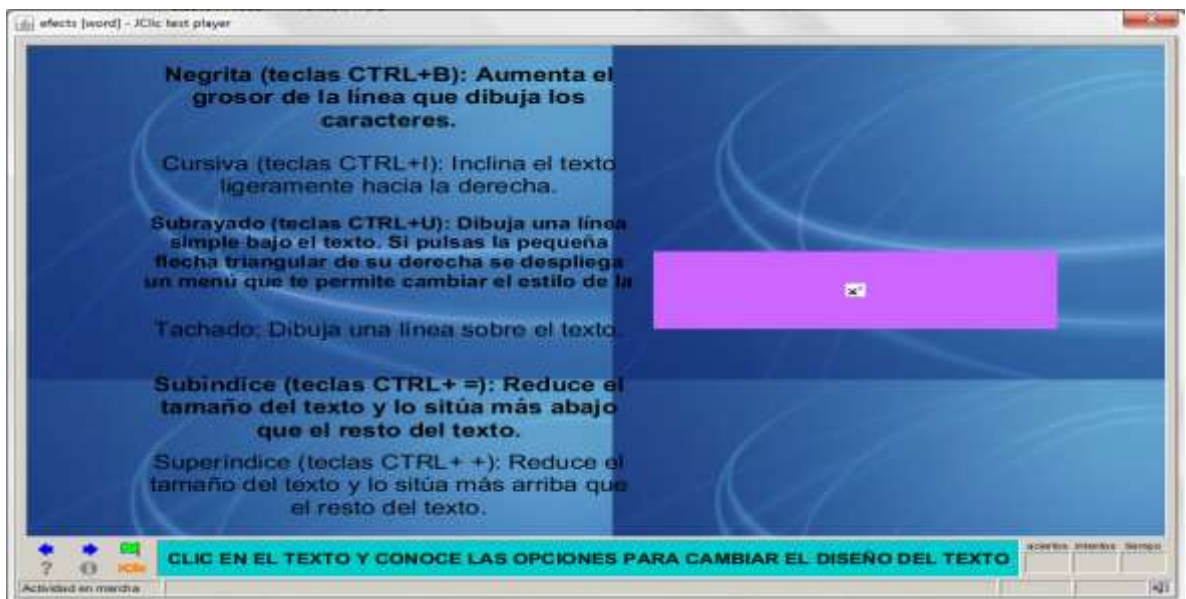 efects [word] - JClic test player
Negrita (teclas CTRL+B): Aumenta el
grosor de la línea que dibuja los
caracteres.
Cursiva (teclas CTRL+I): Inclina el texto
ligeramente hacia la derecha.
Subrayado (teclas CTRL+U): Dibuja una línea
simple bajo el texto. Si pulsas la pequeña
flecha triangular de su derecha se despliega
un menú que te permite cambiar el estilo de la
Tachado: Dibuja una línea sobre el texto.
Subíndice (teclas CTRL+ =): Reduce el
tamaño del texto y lo sitúa más abajo
que el resto del texto.
Superíndice (teclas CTRL+ +): Reduce el
tamaño del texto y lo sitúa más arriba que
el resto del texto.
x²
CLIC EN EL TEXTO Y CONOCE LAS OPCIONES PARA CAMBIAR EL DISEÑO DEL TEXTO
aciertos intentos tiempo
JClic
Actividad en marcha